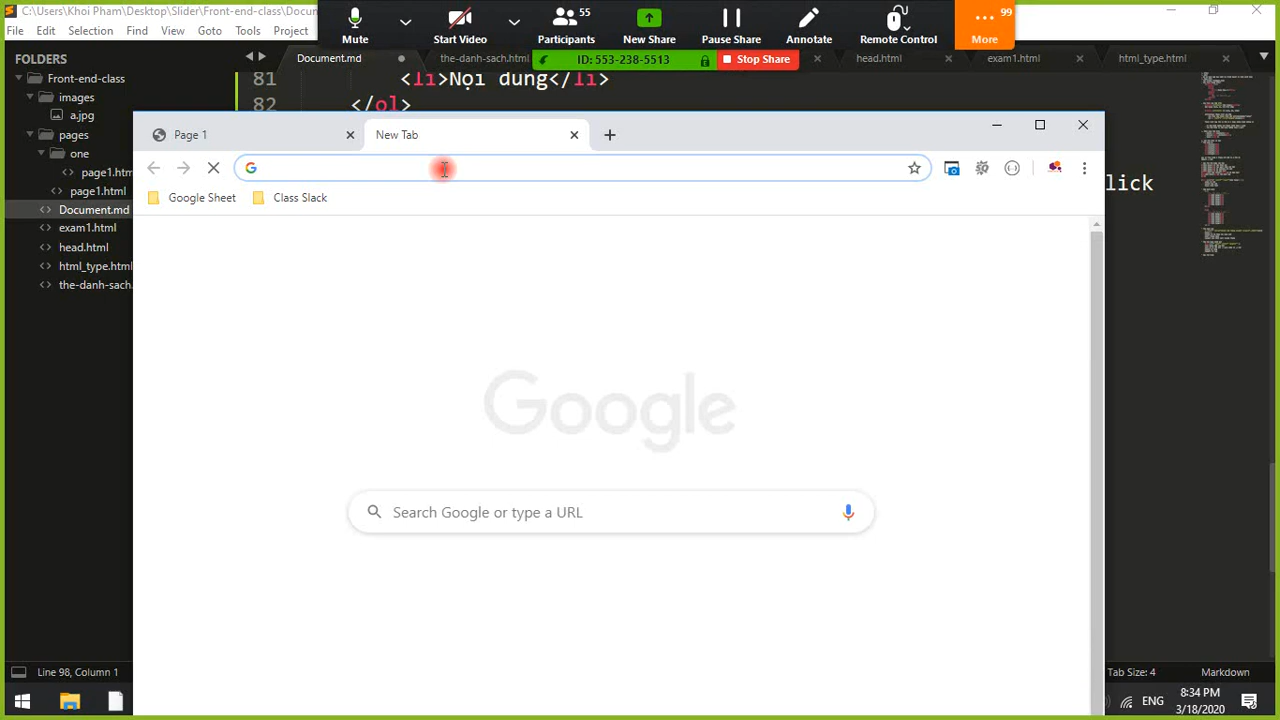 C:\Users\Khoi Pham\Desktop\Slider\Front-end-class\Docum
File Edit Selection Find View Goto Tools Project
Mute
Start Video
55
Participants
New Share
Pause Share
Annotate
Remote Control
99
More
ID: 553-238-5513
Stop Share
FOLDERS
Front-end-class
images
a.jpg
pages
one
page1.htm
page1.html
Document.md
exam1.html
head.html
html_type.html
the-danh-sach.
Document.md
the-danh-sach.html
head.html
exam1.html
html_type.html
81 <li>Nội dung</li>
82 </ol>
lick
Page 1
New Tab
Google Sheet
Class Slack
Google
Search Google or type a URL
Line 98, Column 1
Tab Size: 4
Markdown
ENG
8:34 PM
3/18/2020